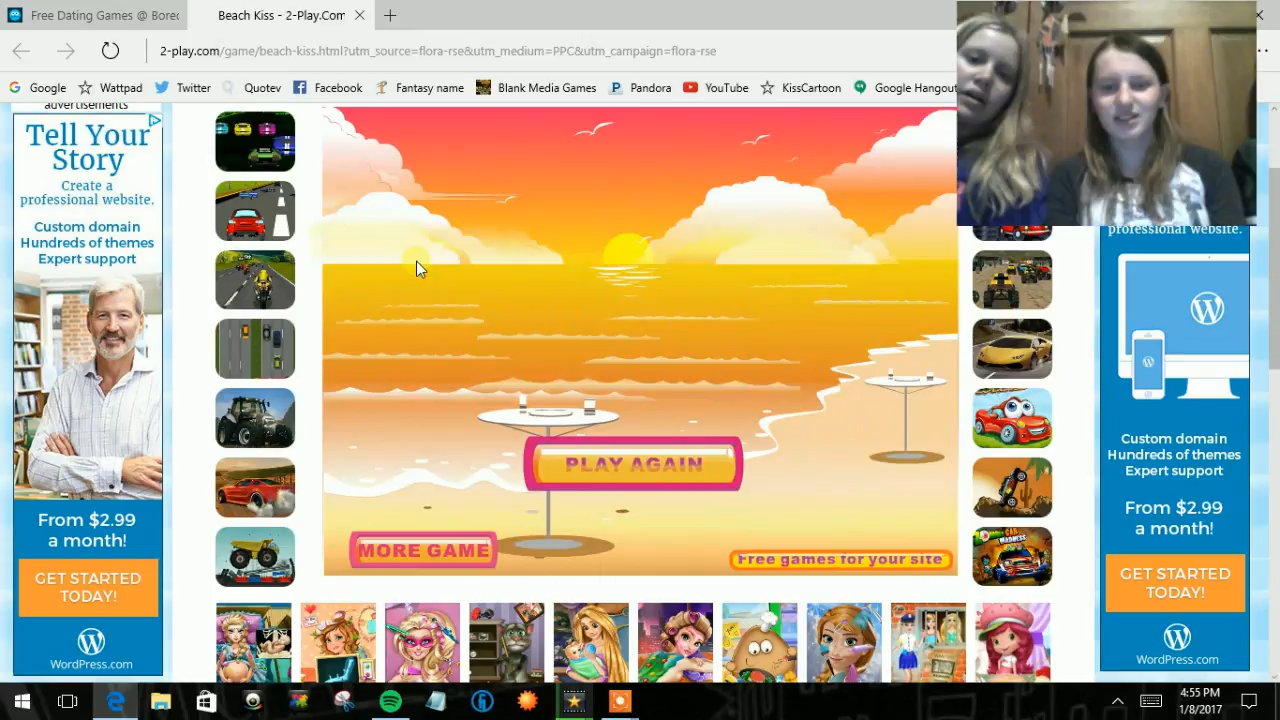 Free Dating Games @ Bored
Beach Kiss - 2-Play.Com
2-play.com/game/beach-kiss.html?utm_source=flora-rse&utm_medium=PPC&utm_campaign=flora-rse
Google
Wattpad
Twitter
Quotev
Facebook
Fantasy name
Blank Media Games
Pandora
YouTube
KissCartoon
Google Hangout
advertisements
Tell Your
Story
Create a
professional website.
Custom domain
Hundreds of themes
Expert support
From $2.99
a month!
GET STARTED
TODAY!
WordPress.com
PLAY AGAIN
MORE GAME
Free games for your site
professional website.
Custom domain
Hundreds of themes
Expert support
From $2.99
a month!
GET STARTED
TODAY!
WordPress.com
4:55 PM
1/8/2017